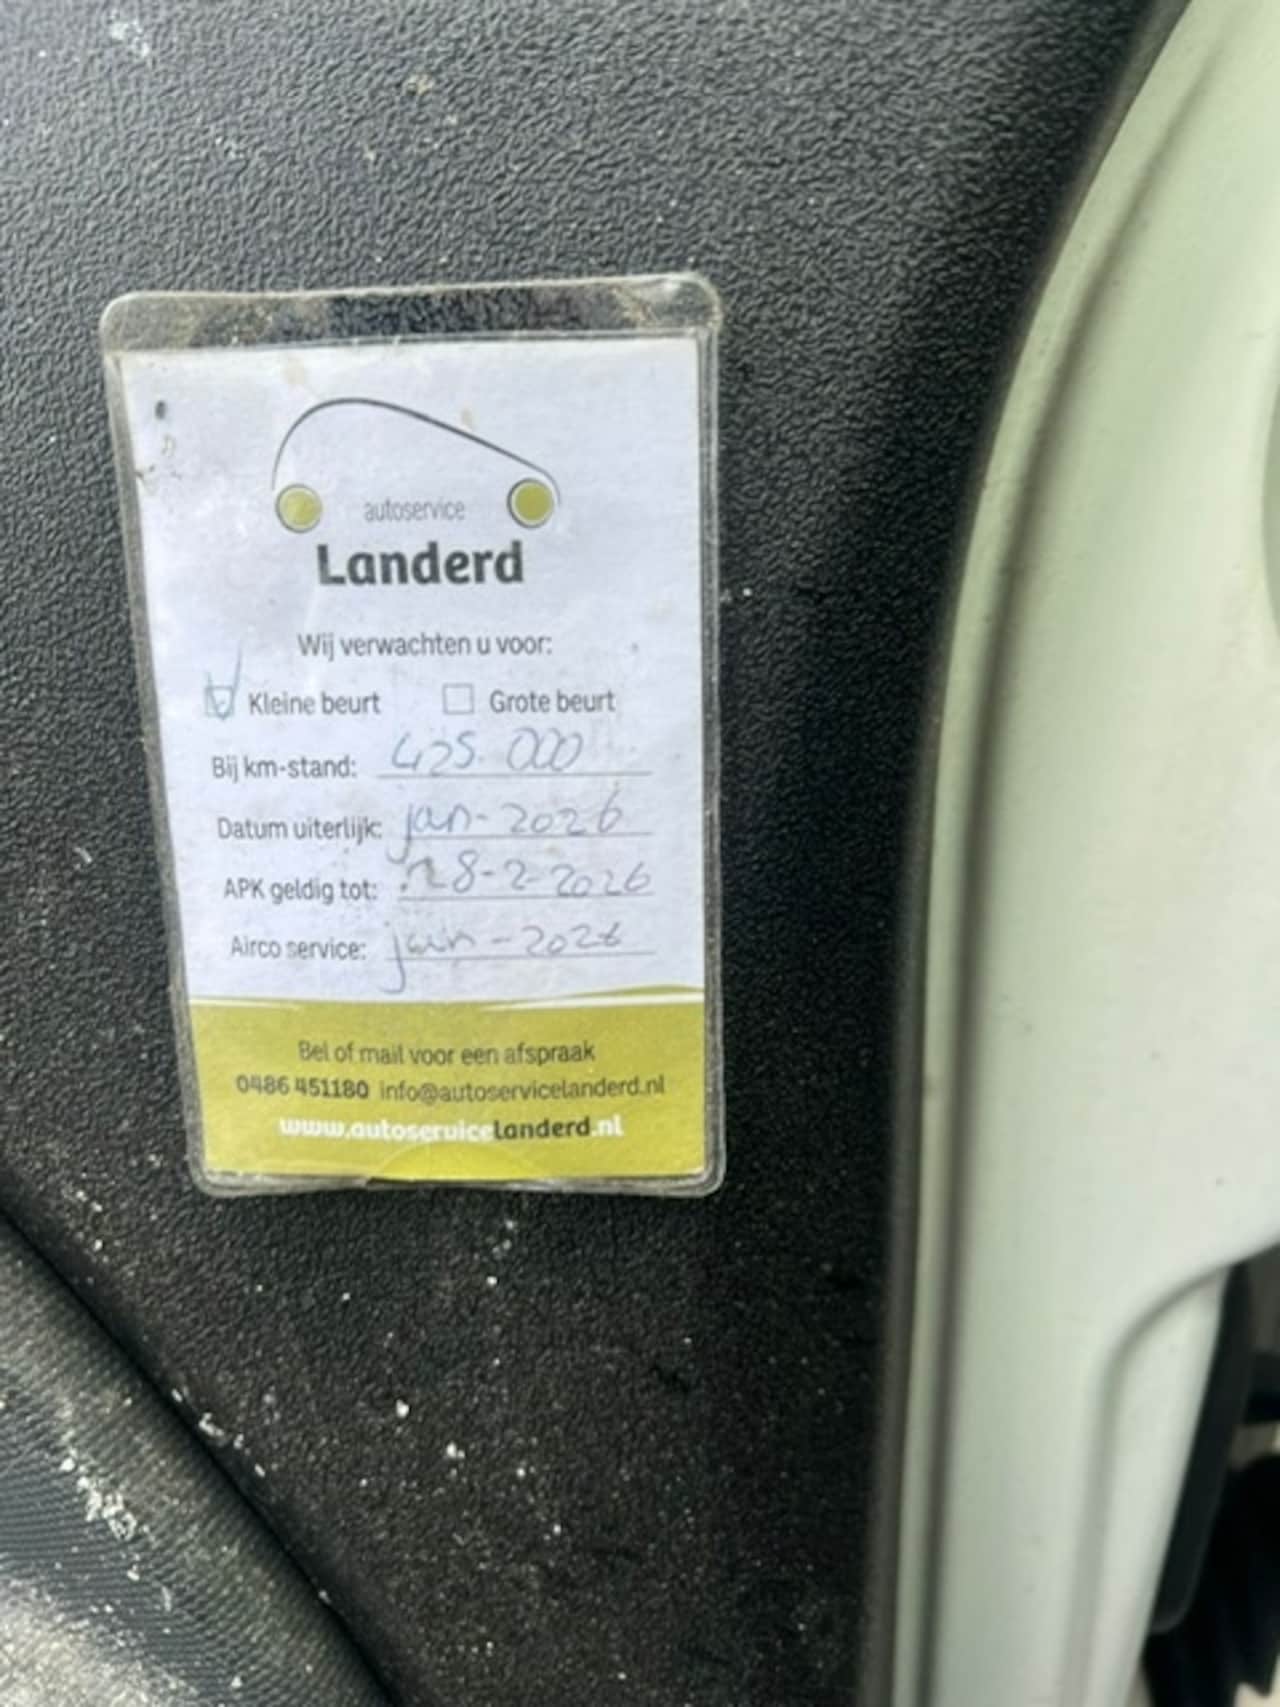 autoservice
Landerd
Wij verwachten u voor:
Kleine beurt Grote beurt
Bij km-stand: 425.000
Datum uiterlijk: jan-2026
APK geldig tot: 28-2-2026
Airco service: jan-2026
Bel of mail voor een afspraak
0486 451180 info@autoservicelanderd.nl
www.autoservicelanderd.nl